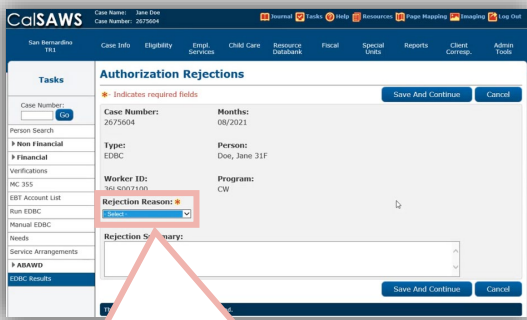 CalSAWS
Case Name: Jane Doe
Case Number: 2675604
Journal Tasks Help Resources Page Mapping Imaging Log Out
San Bernardino
TR1
Case Info Eligibility Empl. Services Child Care Resource Databank Fiscal Special Units Reports Client Corresp. Admin Tools
Tasks
Case Number:
Go
Person Search
Non Financial
Financial
Verifications
MC 355
EBT Account List
Run EDBC
Manual EDBC
Needs
Service Arrangements
ABAWD
EDBC Results
Authorization Rejections
*- Indicates required fields
Save And Continue Cancel
Case Number: Months:
2675604 08/2021
Type: Person:
EDBC Doe, Jane 31F
Worker ID: Program:
36LS007100 CW
Rejection Reason: *
- Select -
Rejection Summary:
Save And Continue Cancel